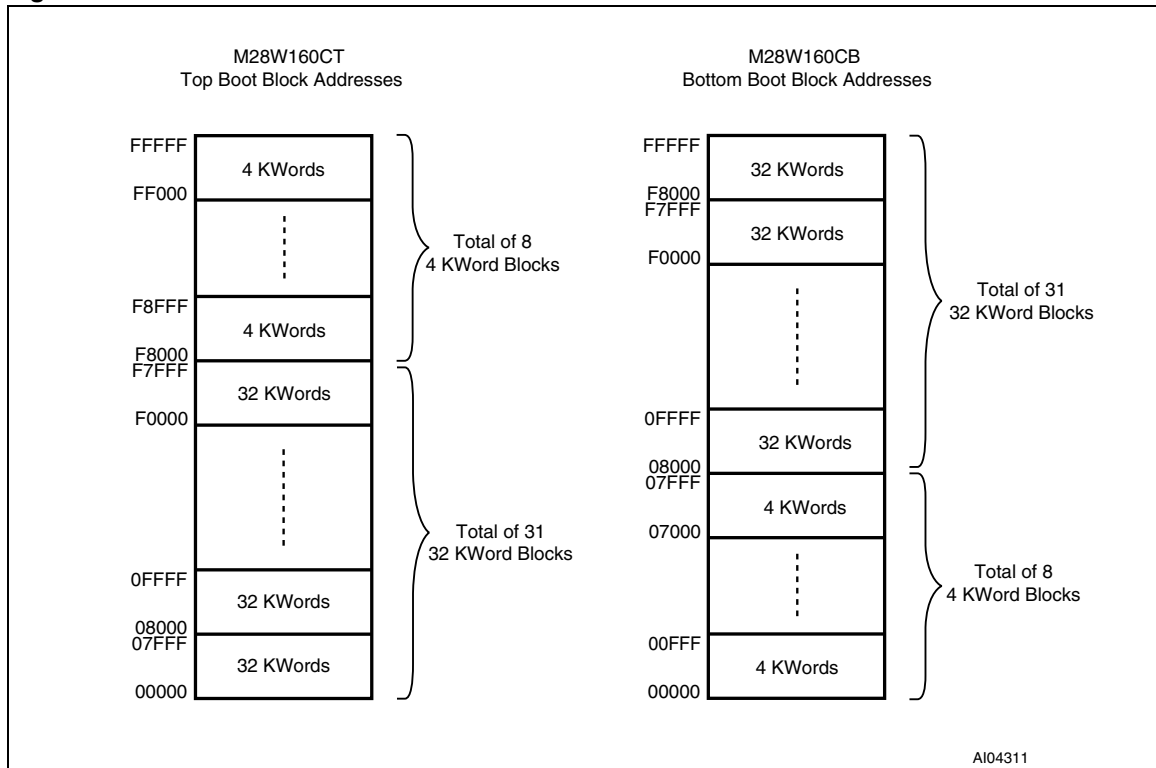 M28W160CT
Top Boot Block Addresses
FFFFF
4 KWords
FF000
Total of 8
4 KWord Blocks
F8FFF
4 KWords
F8000
F7FFF
32 KWords
F0000
Total of 31
32 KWord Blocks
0FFFF
32 KWords
08000
07FFF
32 KWords
00000
M28W160CB
Bottom Boot Block Addresses
FFFFF
32 KWords
F8000
F7FFF
32 KWords
F0000
Total of 31
32 KWord Blocks
0FFFF
32 KWords
08000
07FFF
4 KWords
07000
Total of 8
4 KWord Blocks
00FFF
4 KWords
00000
AI04311